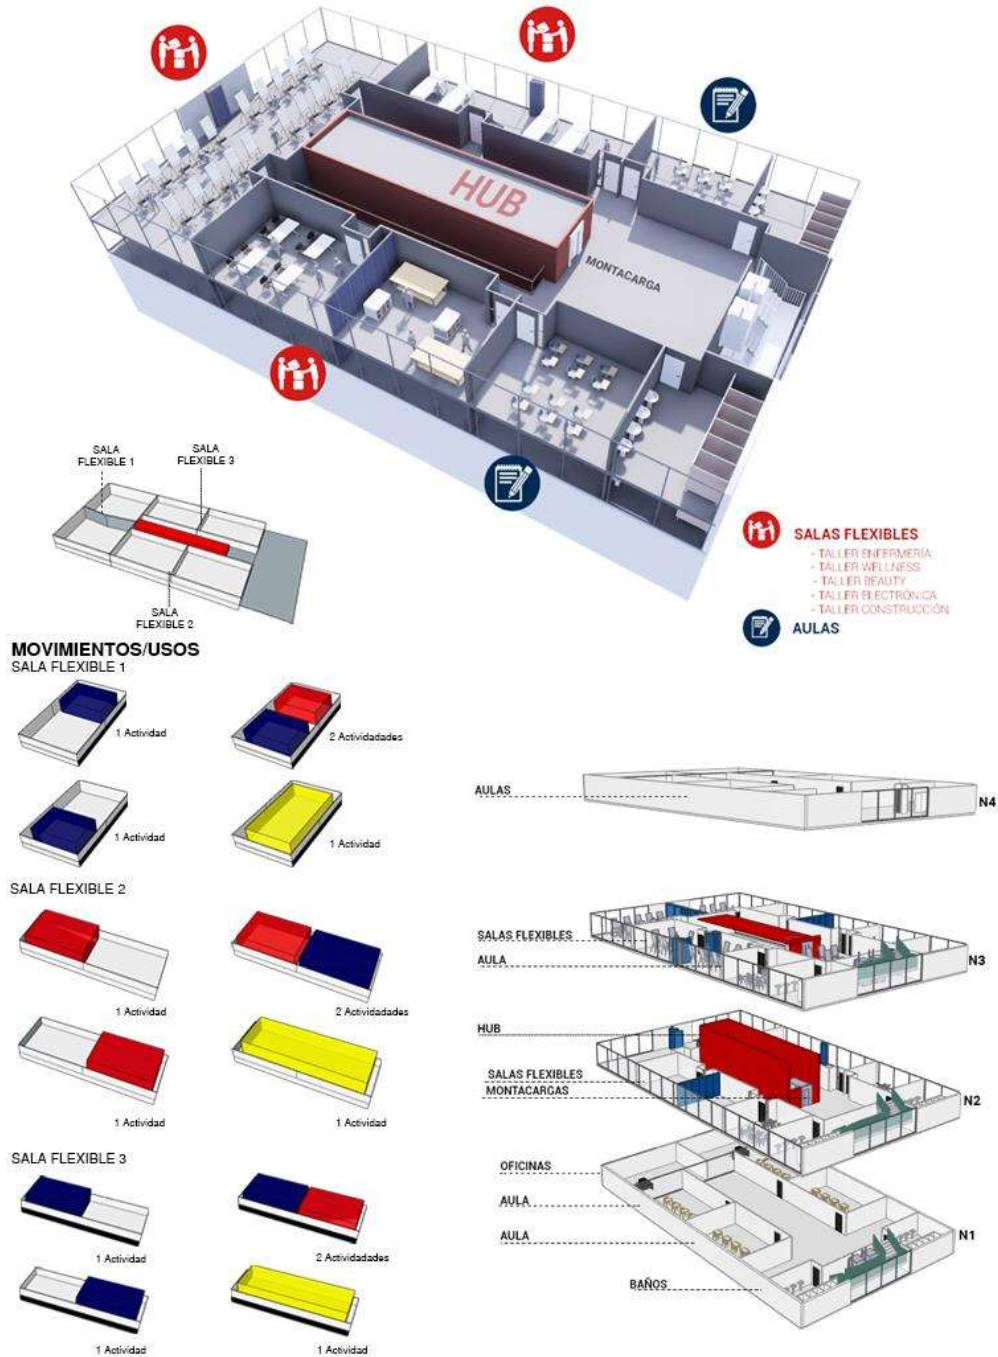 HUB
MONTACARGA
SALA
FLEXIBLE 1
SALA
FLEXIBLE 3
SALA
FLEXIBLE 2
SALAS FLEXIBLES
- TALLER ENFERMERÍA
- TALLER WELLNESS
- TALLER BEAUTY
- TALLER ELECTRÓNICA
- TALLER CONSTRUCCIÓN
AULAS
MOVIMIENTOS/USOS
SALA FLEXIBLE 1
1 Actividad
2 Actividadades
1 Actividad
1 Actividad
SALA FLEXIBLE 2
1 Actividad
2 Actividadades
1 Actividad
1 Actividad
SALA FLEXIBLE 3
1 Actividad
2 Actividadades
1 Actividad
1 Actividad
AULAS
N4
SALAS FLEXIBLES
AULA
N3
HUB
SALAS FLEXIBLES
MONTACARGAS
N2
OFICINAS
AULA
AULA
N1
BAÑOS